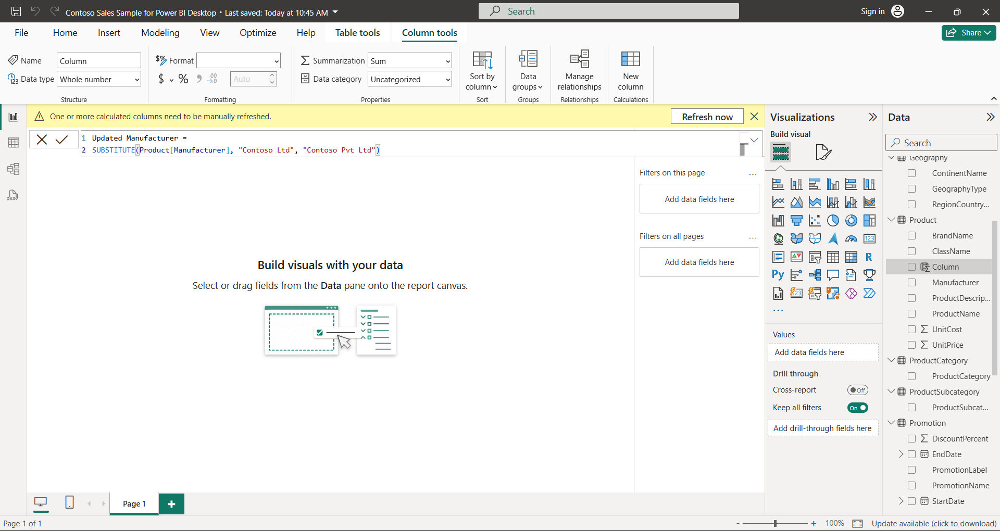 Contoso Sales Sample for Power BI Desktop • Last saved: Today at 10:45 AM
Search
Sign in
File
Home
Insert
Modeling
View
Optimize
Help
Table tools
Column tools
Share
Name
Column
Data type
Whole number
Structure
Format
$
%
Auto
Formatting
Summarization
Sum
Data category
Uncategorized
Properties
Sort by
column
Sort
Data
groups
Groups
Manage
relationships
Relationships
New
column
Calculations
One or more calculated columns need to be manually refreshed.
Refresh now
1 Updated Manufacturer =
2 SUBSTITUTE(Product[Manufacturer], "Contoso Ltd", "Contoso Pvt Ltd")
Build visuals with your data
Select or drag fields from the Data pane onto the report canvas.
Filters on this page
...
Add data fields here
Filters on all pages
...
Add data fields here
Visualizations
Build visual
123
R
Py
123
...
Values
Add data fields here
Drill through
Cross-report
Off
Keep all filters
On
Add drill-through fields here
Data
Search
Geography
ContinentName
GeographyType
RegionCountry...
Product
BrandName
ClassName
Column
Manufacturer
ProductDescrip...
ProductName
UnitCost
UnitPrice
ProductCategory
ProductCategory
ProductSubcategory
ProductSubcat...
Promotion
DiscountPercent
EndDate
PromotionLabel
PromotionName
StartDate
DAX
Page 1
+
Page 1 of 1
- + 100%
Update available (click to download)